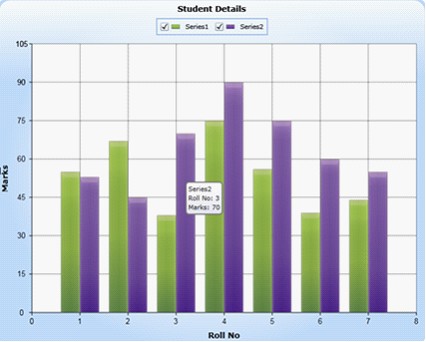 Student Details
Series1 Series2
105
90
75
60
45
30
15
0
Marks
Series2
Roll No: 3
Marks: 70
0 1 2 3 4 5 6 7 8
Roll No